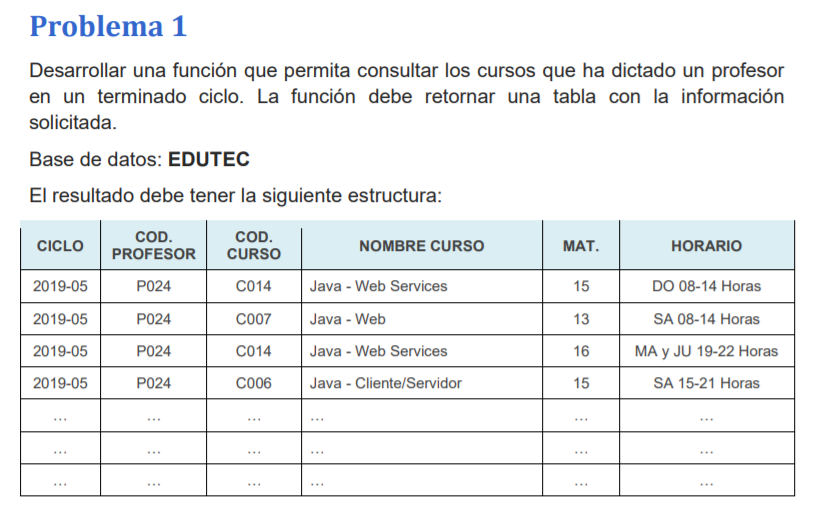 Problema 1
Desarrollar una función que permita consultar los cursos que ha dictado un profesor
en un terminado ciclo. La función debe retornar una tabla con la información
solicitada.
Base de datos: EDUTEC
El resultado debe tener la siguiente estructura:
CICLO COD. PROFESOR COD. CURSO NOMBRE CURSO MAT. HORARIO
2019-05 P024 C014 Java - Web Services 15 DO 08-14 Horas
2019-05 P024 C007 Java - Web 13 SA 08-14 Horas
2019-05 P024 C014 Java - Web Services 16 MA y JU 19-22 Horas
2019-05 P024 C006 Java - Cliente/Servidor 15 SA 15-21 Horas
... ... ... ... ... ...
... ... ... ... ... ...
... ... ... ... ... ...